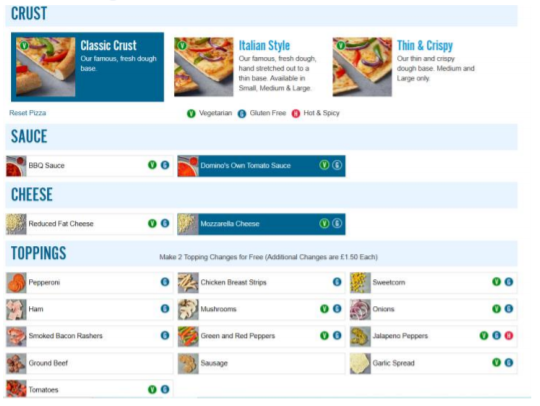 CRUST
Classic Crust
Our famous, fresh dough
base.
Italian Style
Our famous, fresh dough,
hand stretched out to a
thin base. Available in
Small, Medium & Large.
Thin & Crispy
Our thin and crispy
dough base. Medium and
Large only.
Reset Pizza
V Vegetarian G Gluten Free H Hot & Spicy
SAUCE
BBQ Sauce V G Domino's Own Tomato Sauce V G
CHEESE
Reduced Fat Cheese V G Mozzarella Cheese V G
TOPPINGS Make 2 Topping Changes for Free (Additional Changes are £1.50 Each)
Pepperoni G Chicken Breast Strips G Sweetcorn V G
Ham G Mushrooms V G Onions V G
Smoked Bacon Rashers G Green and Red Peppers V G Jalapeno Peppers V G H
Ground Beef Sausage Garlic Spread V G
Tomatoes V G